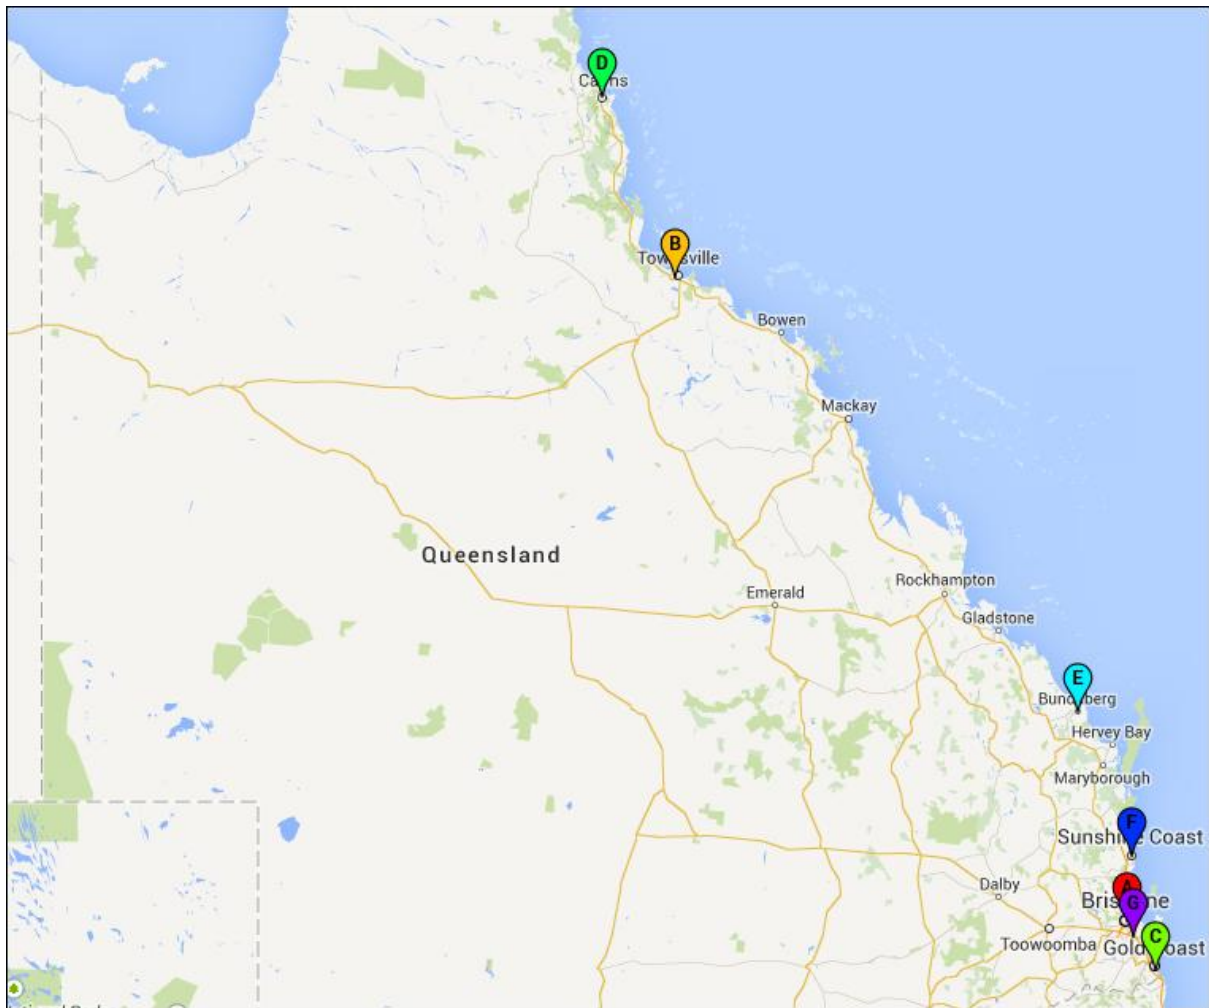 D
Cairns
B
Townsville
Bowen
Mackay
Queensland
Rockhampton
Emerald
Gladstone
E
Bundaberg
Hervey Bay
Maryborough
F
Sunshine Coast
A
Dalby
Brisbane
G
C
Toowoomba
Gold Coast